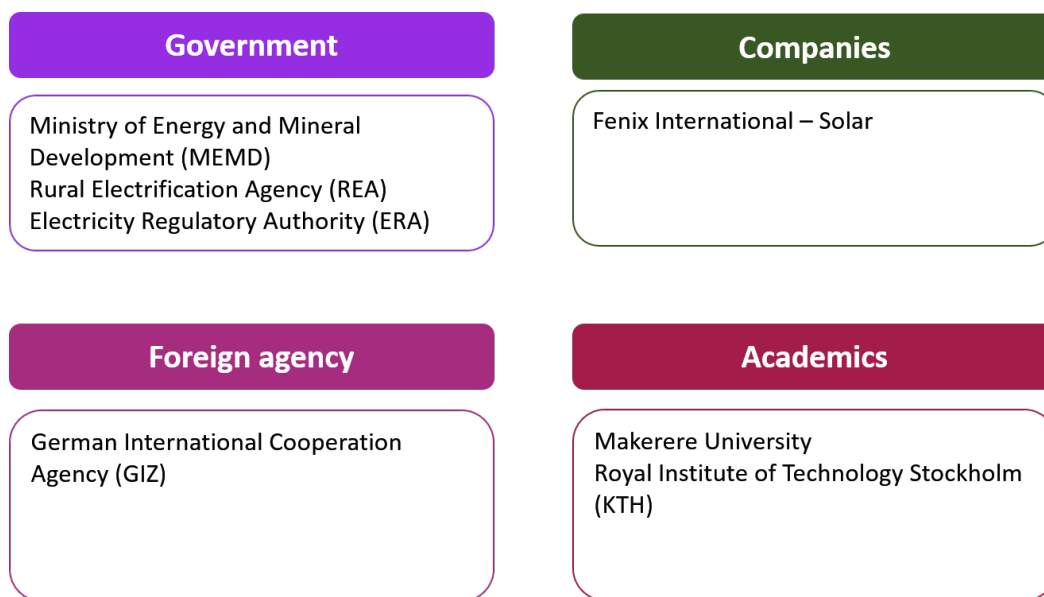 Government
Ministry of Energy and Mineral
Development (MEMD)
Rural Electrification Agency (REA)
Electricity Regulatory Authority (ERA)
Companies
Fenix International – Solar
Foreign agency
German International Cooperation
Agency (GIZ)
Academics
Makerere University
Royal Institute of Technology Stockholm
(KTH)